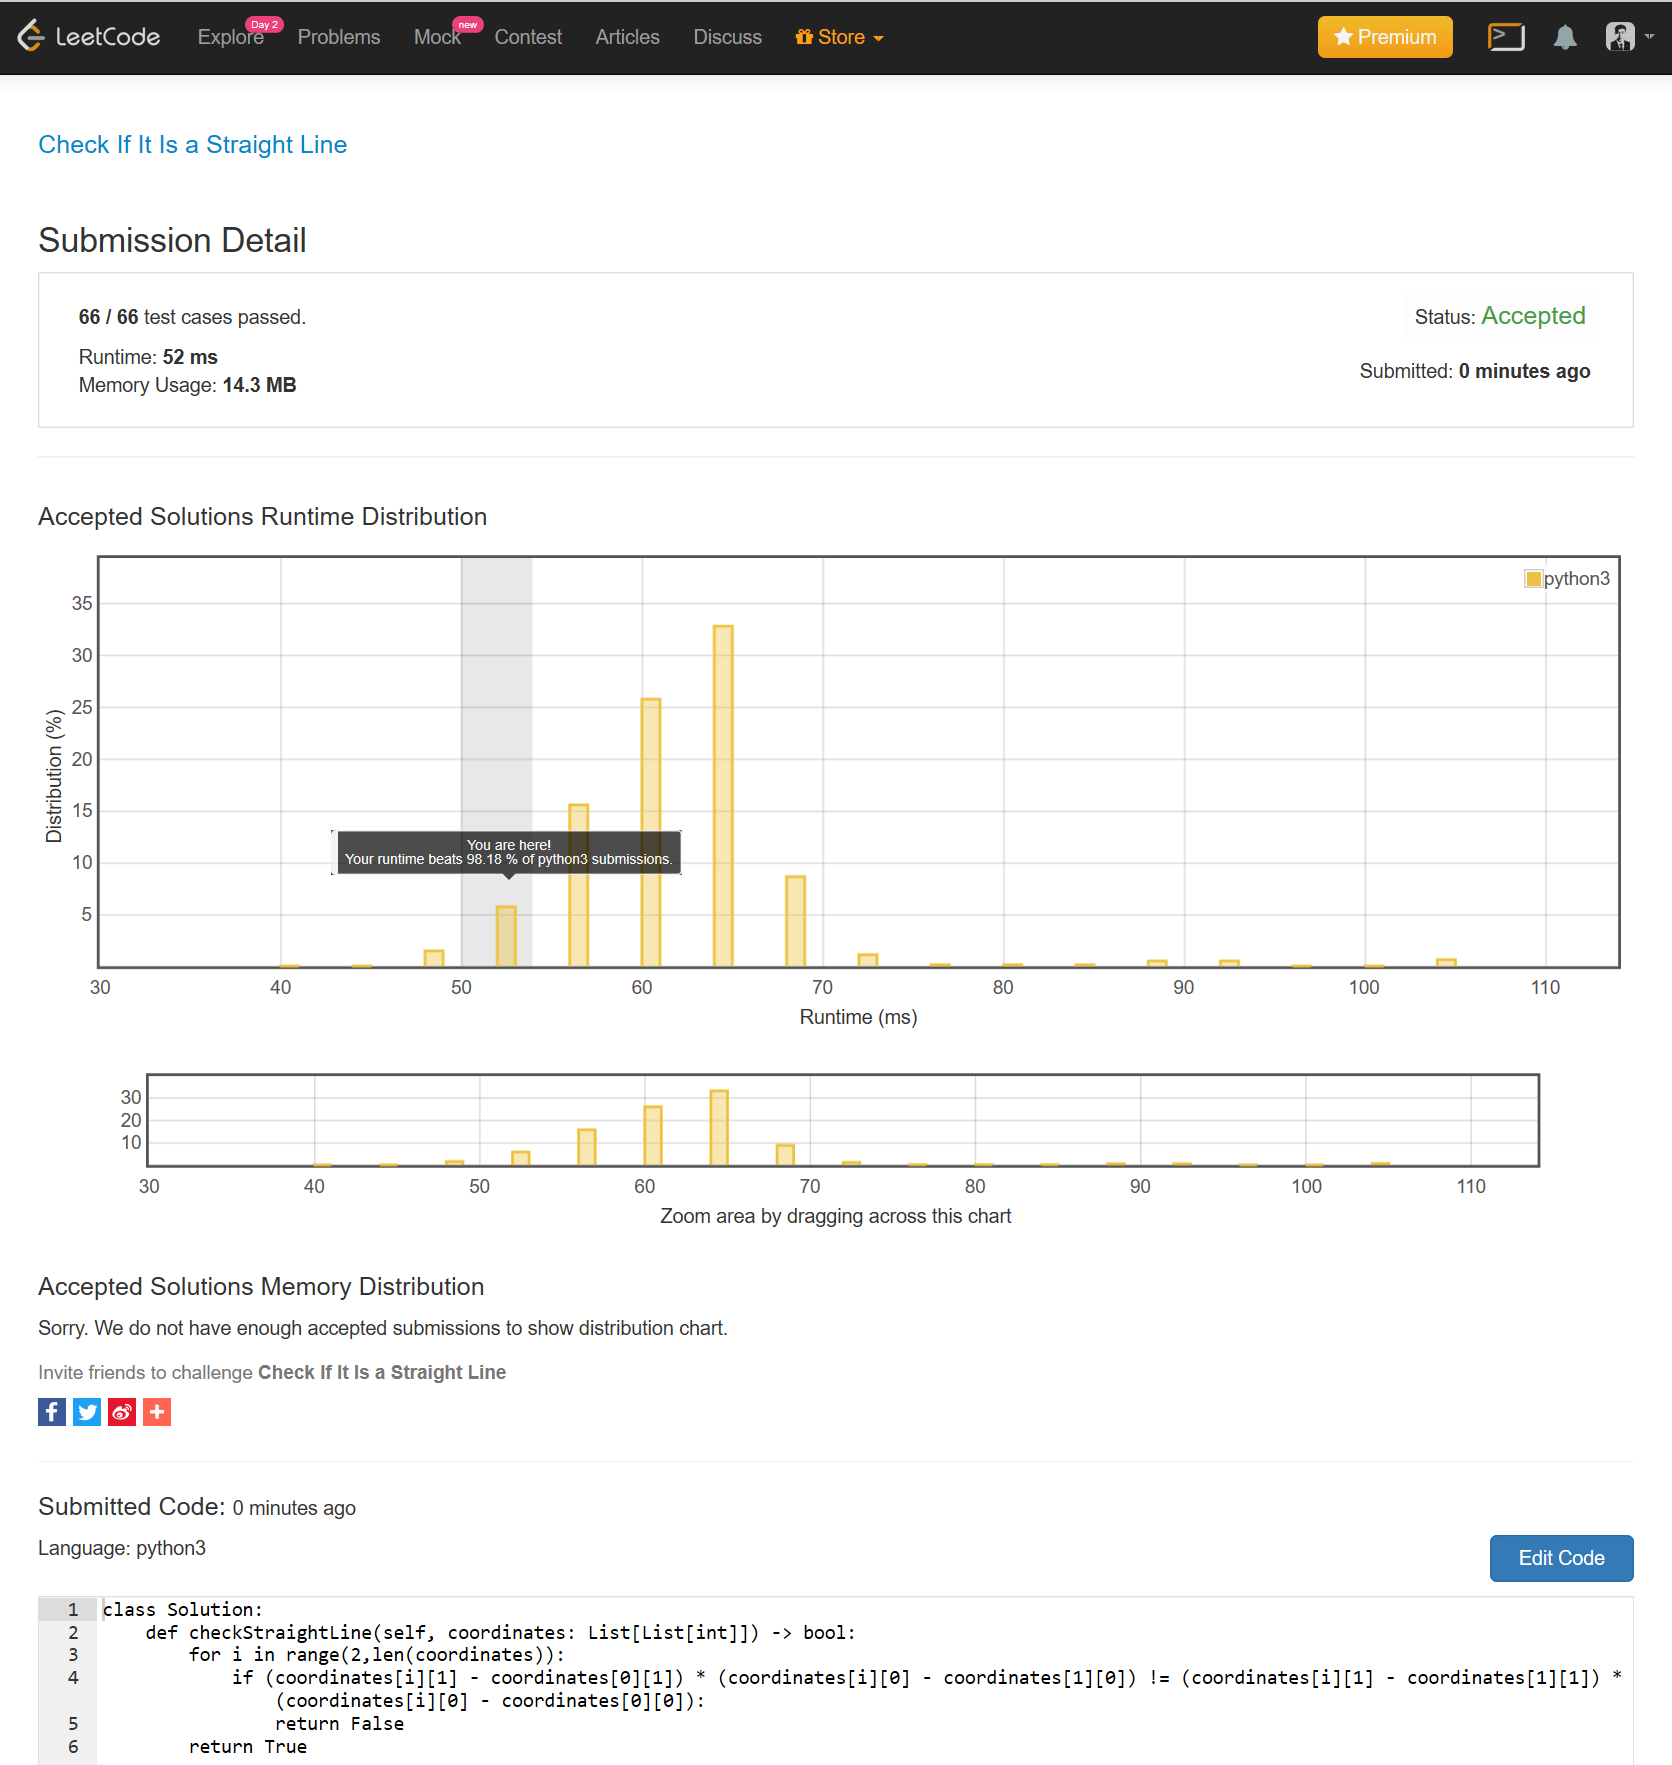 LeetCode Explore Day 2 Problems Mock new Contest Articles Discuss Store Premium
Check If It Is a Straight Line
Submission Detail
66 / 66 test cases passed.
Status: Accepted
Runtime: 52 ms
Submitted: 0 minutes ago
Memory Usage: 14.3 MB
Accepted Solutions Runtime Distribution
python3
35
30
25
20
15
10
5
Distribution (%)
You are here!
Your runtime beats 98.18 % of python3 submissions.
30 40 50 60 70 80 90 100 110
Runtime (ms)
30
20
10
30 40 50 60 70 80 90 100 110
Zoom area by dragging across this chart
Accepted Solutions Memory Distribution
Sorry. We do not have enough accepted submissions to show distribution chart.
Invite friends to challenge Check If It Is a Straight Line
Submitted Code: 0 minutes ago
Language: python3
Edit Code
1 class Solution:
2 def checkStraightLine(self, coordinates: List[List[int]]) -> bool:
3 for i in range(2,len(coordinates)):
4 if (coordinates[i][1] - coordinates[0][1]) * (coordinates[i][0] - coordinates[1][0]) != (coordinates[i][1] - coordinates[1][1]) *
(coordinates[i][0] - coordinates[0][0]):
5 return False
6 return True